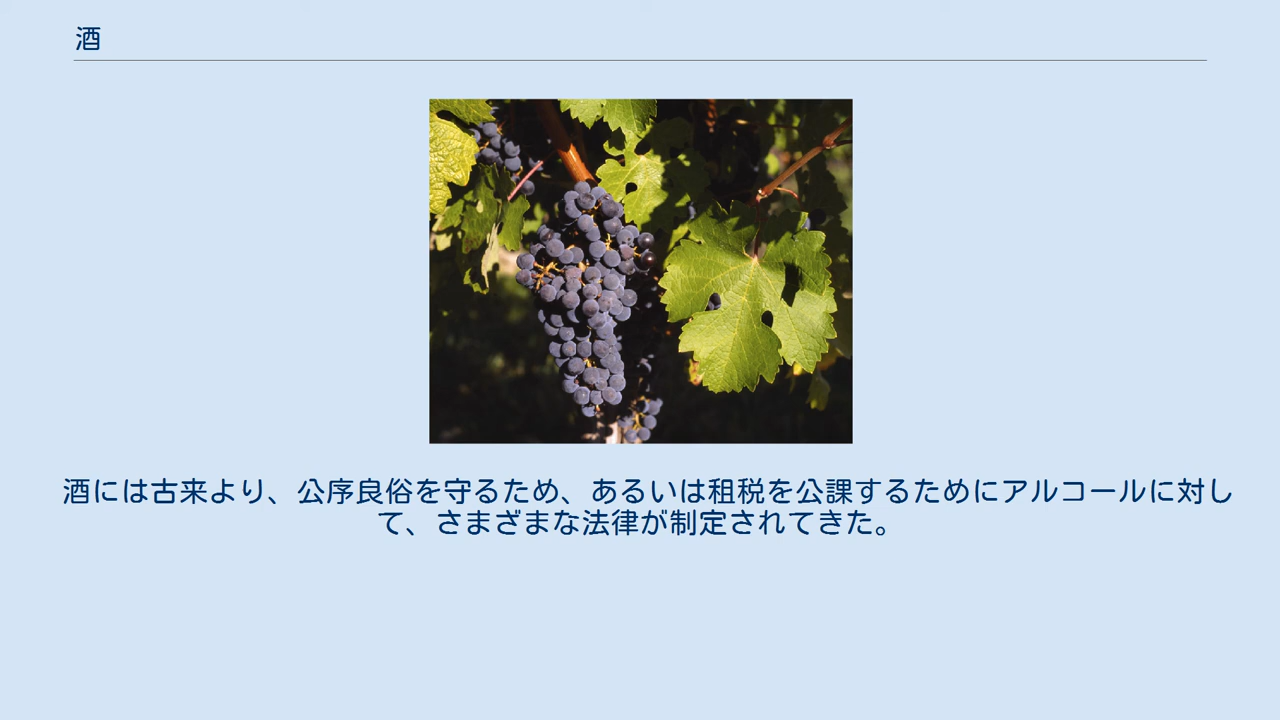 酒
酒には古来より、公序良俗を守るため、あるいは租税を公課するためにアルコールに対し
て、さまざまな法律が制定されてきた。